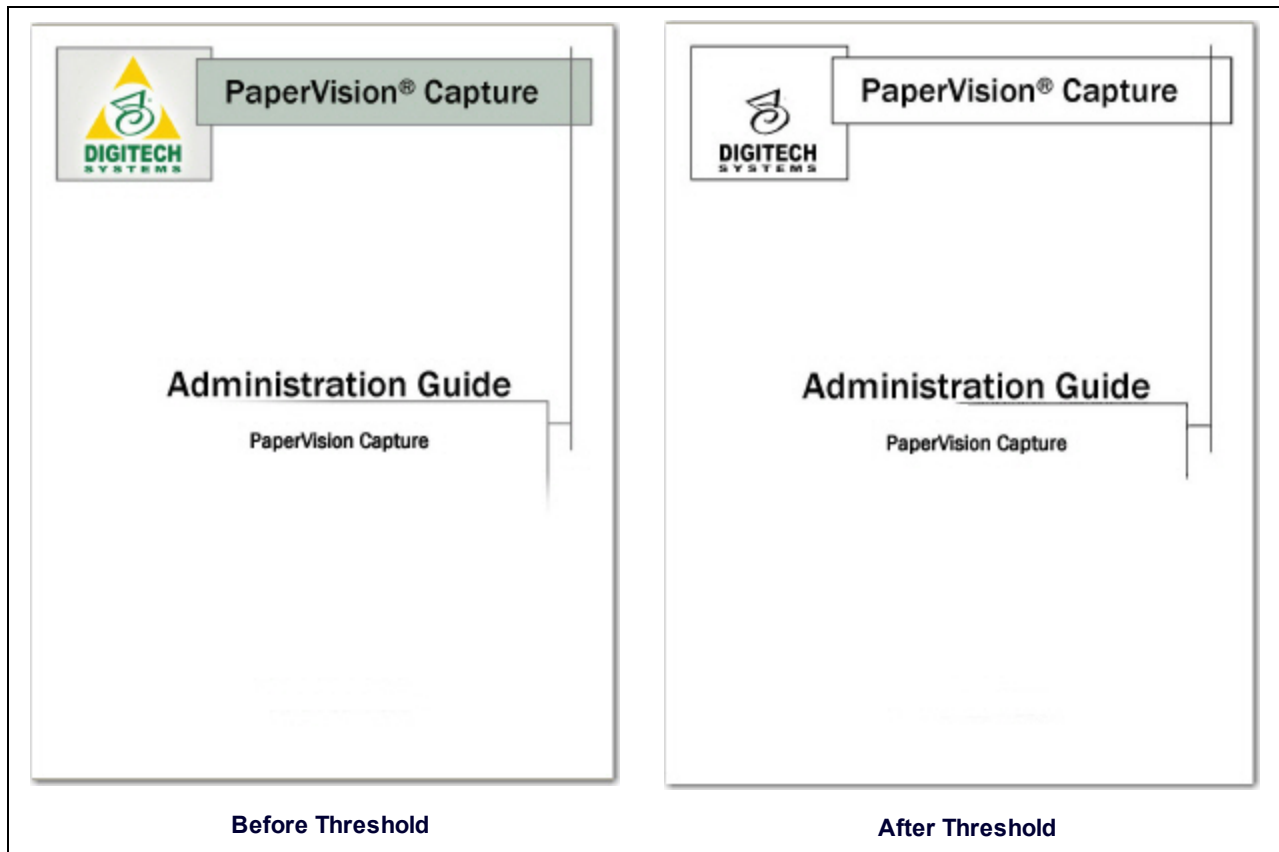 PaperVision® Capture
DIGITECH
SYSTEMS
Administration Guide
PaperVision Capture
Before Threshold
PaperVision® Capture
DIGITECH
SYSTEMS
Administration Guide
PaperVision Capture
After Threshold